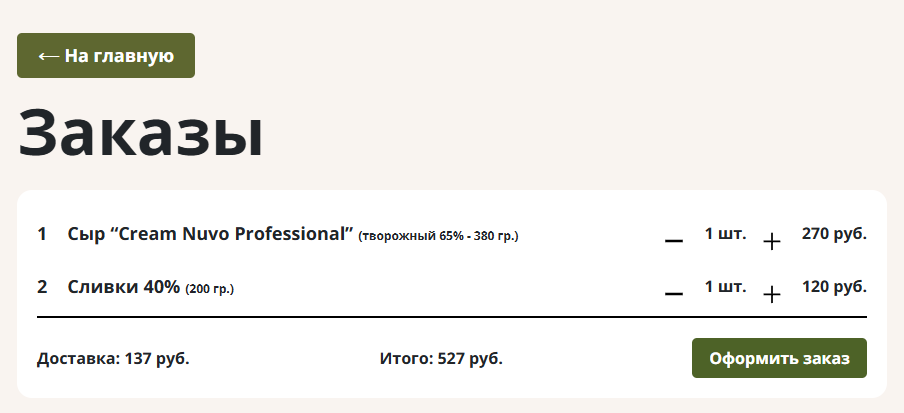 ← На главную
Заказы
1 Сыр “Cream Nuvo Professional” (творожный 65% - 380 гр.) − 1 шт. + 270 руб.
2 Сливки 40% (200 гр.) − 1 шт. + 120 руб.
Доставка: 137 руб. Итого: 527 руб. Оформить заказ